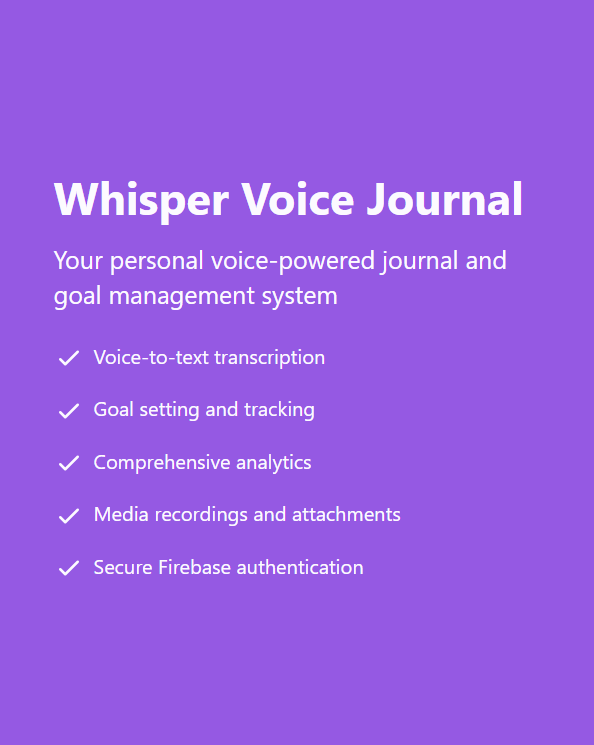 Whisper Voice Journal
Your personal voice-powered journal and
goal management system
Voice-to-text transcription
Goal setting and tracking
Comprehensive analytics
Media recordings and attachments
Secure Firebase authentication